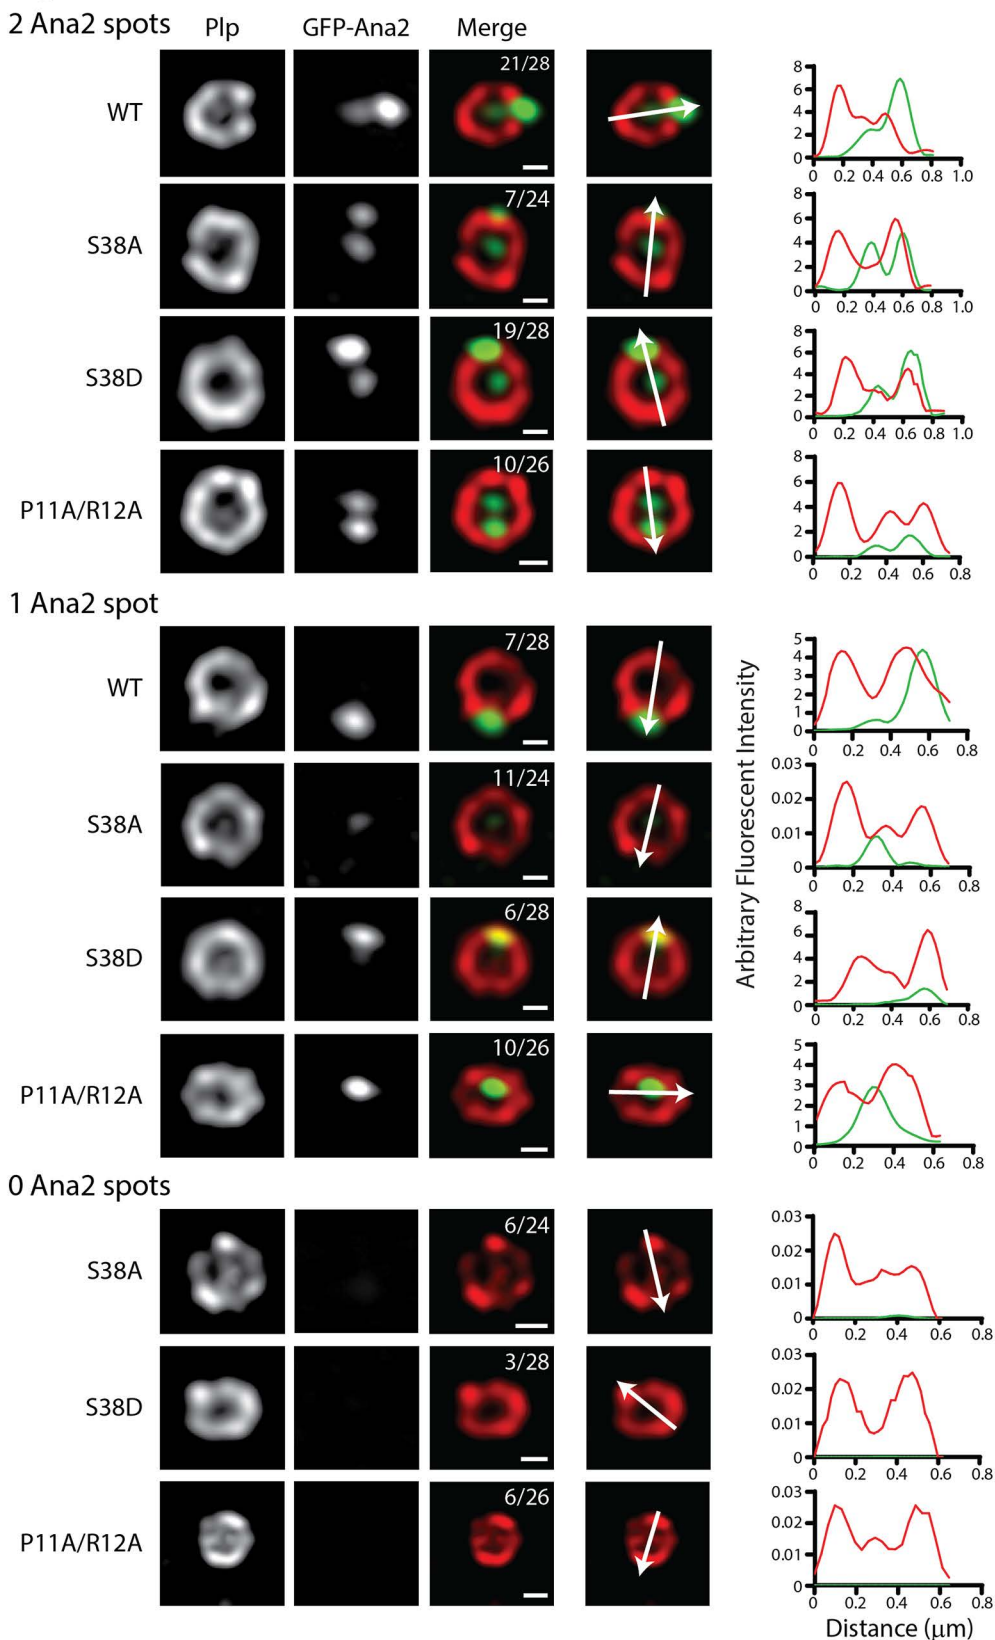 2 Ana2 spots
Plp GFP-Ana2 Merge
WT 21/28
8
6
4
2
0
0 0.2 0.4 0.6 0.8 1.0
S38A 7/24
8
6
4
2
0
0 0.2 0.4 0.6 0.8 1.0
S38D 19/28
8
6
4
2
0
0 0.2 0.4 0.6 0.8 1.0
P11A/R12A 10/26
8
6
4
2
0
0 0.2 0.4 0.6 0.8
1 Ana2 spot
WT 7/28
5
4
3
2
1
0
0 0.2 0.4 0.6 0.8
Arbitrary Fluorescent Intensity
S38A 11/24
0.03
0.02
0.01
0
0 0.2 0.4 0.6 0.8
S38D 6/28
8
6
4
2
0
0 0.2 0.4 0.6 0.8
P11A/R12A 10/26
5
4
3
2
1
0
0 0.2 0.4 0.6 0.8
0 Ana2 spots
S38A 6/24
0.03
0.02
0.01
0
0 0.2 0.4 0.6 0.8
S38D 3/28
0.03
0.02
0.01
0
0 0.2 0.4 0.6 0.8
P11A/R12A 6/26
0.03
0.02
0.01
0
0 0.2 0.4 0.6 0.8
Distance (μm)